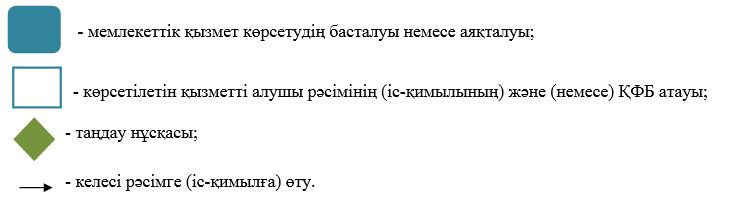 - мемлекеттік қызмет көрсетудің басталуы немесе аяқталуы;
- көрсетілетін қызметті алушы рәсімінің (іс-қимылының) және (немесе) ҚФБ атауы;
- таңдау нұсқасы;
- келесі рәсімге (іс-қимылға) өту.